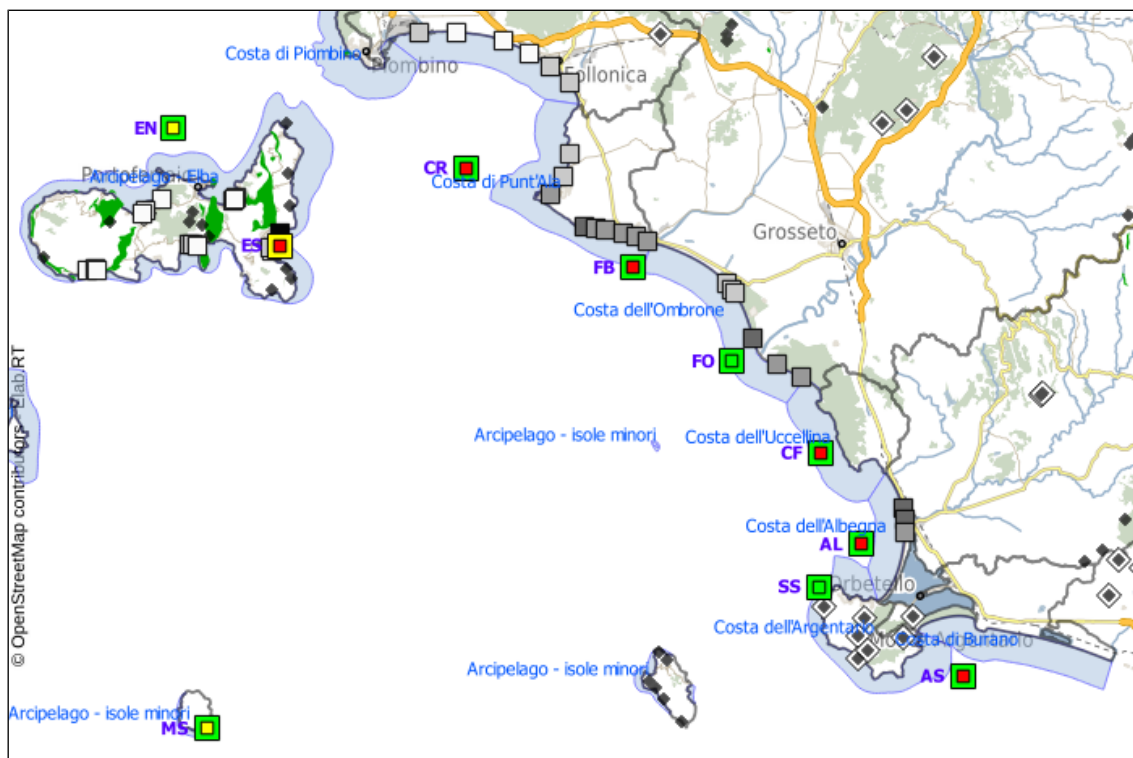 Costa di Piombino
Piombino
Follonica
EN
CR
Arcipelago Elba
Costa di Punt'Ala
Grosseto
ES
FB
Costa dell'Ombrone
FO
Arcipelago - isole minori
Costa dell'Uccellina
CF
Costa dell'Albegna
AL
SS
Orbetello
Costa dell'Argentario
Costa di Burano
Arcipelago - isole minori
AS
Arcipelago - isole minori
MS
© OpenStreetMap contributors - Elab.RT